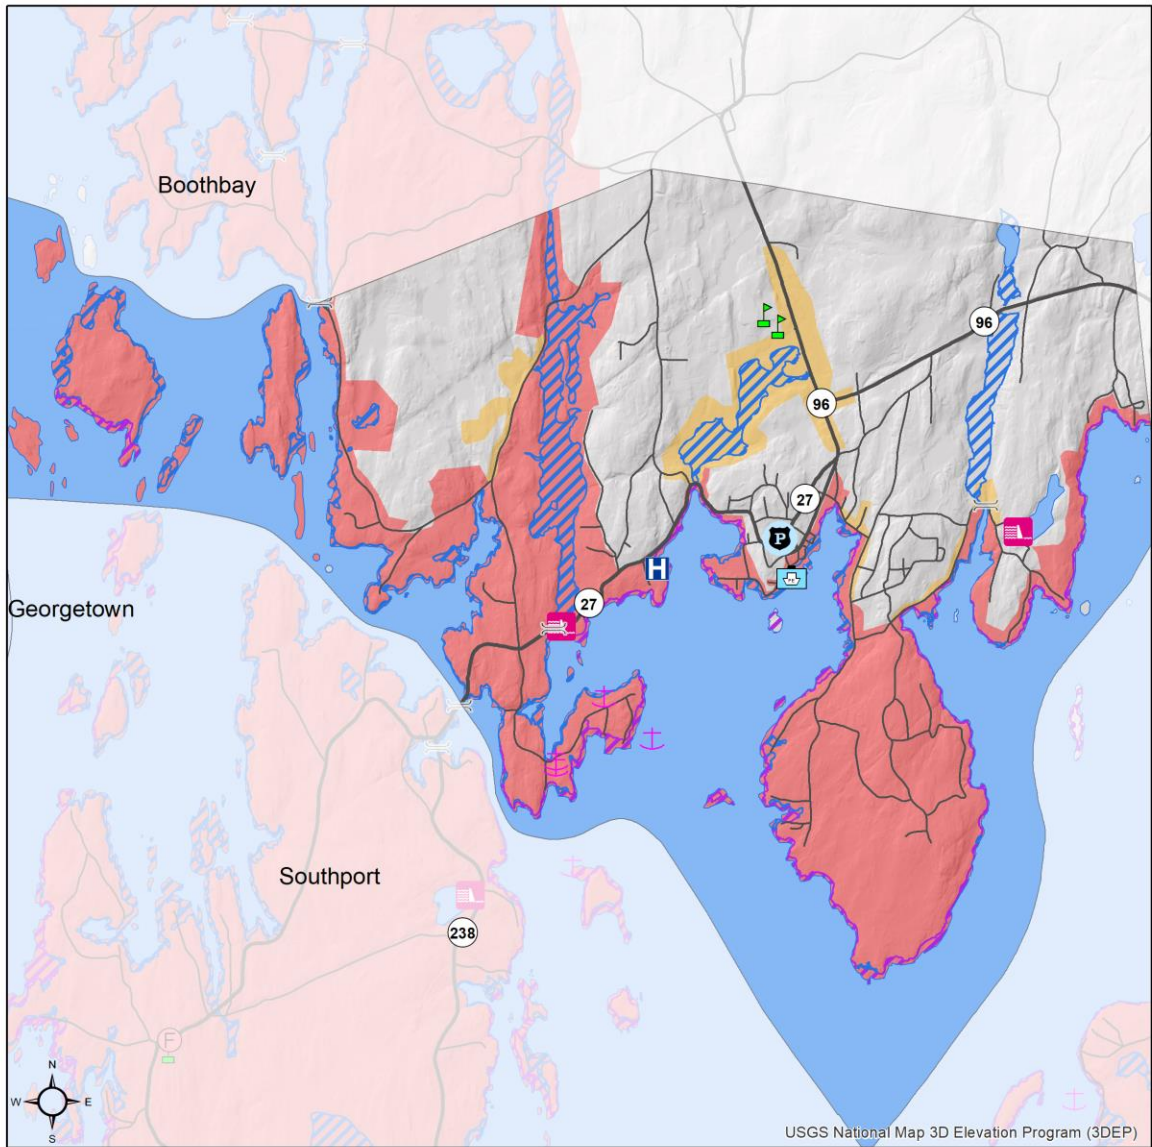 Boothbay
96
96
27
P
H
27
Georgetown
Southport
238
F
N
W E
S
USGS National Map 3D Elevation Program (3DEP)